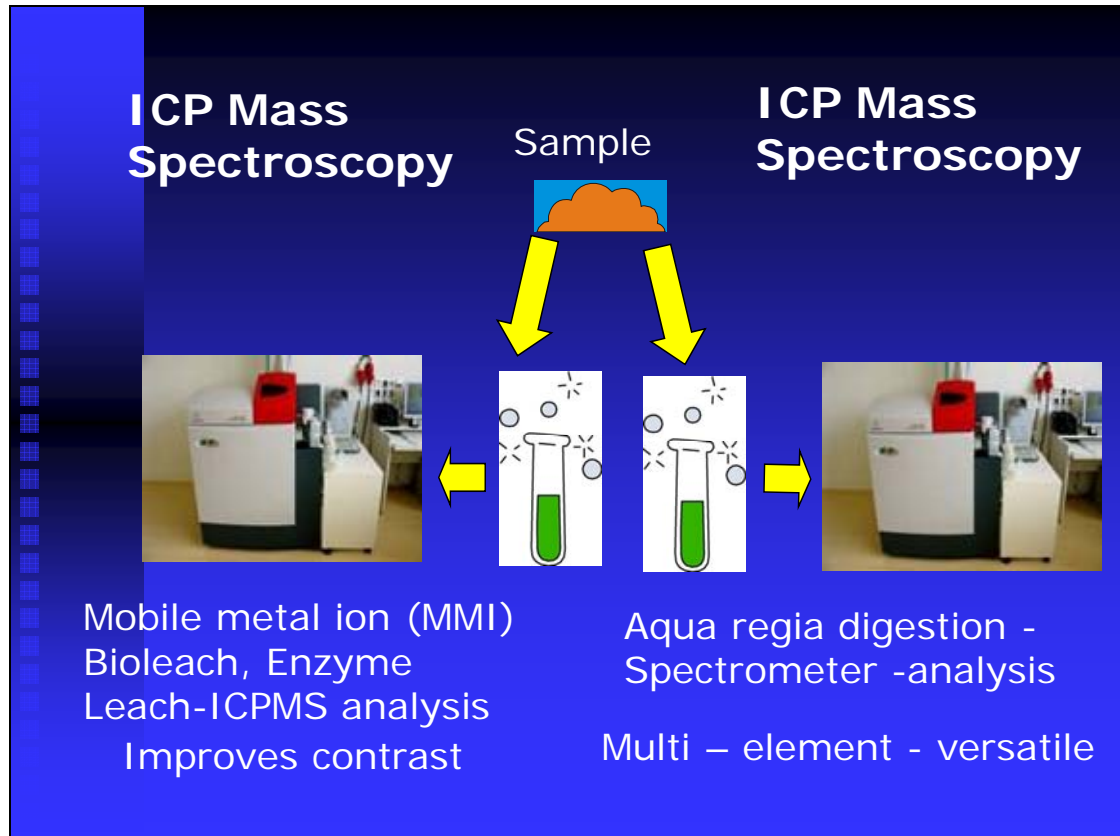 ICP Mass
Spectroscopy
Sample
ICP Mass
Spectroscopy
Mobile metal ion (MMI)
Bioleach, Enzyme
Leach-ICPMS analysis
Improves contrast
Aqua regia digestion -
Spectrometer -analysis
Multi – element - versatile